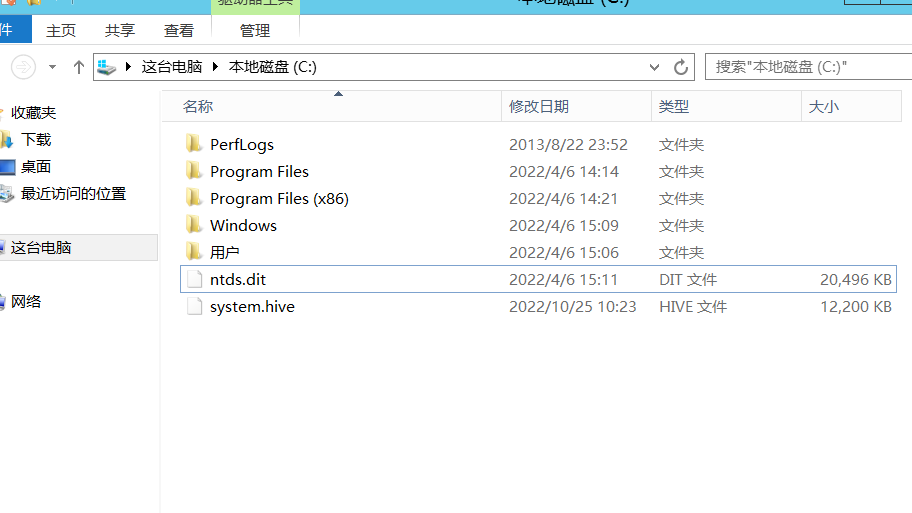 驱动器工具
本地磁盘 (C:)
件 主页 共享 查看 管理
这台电脑 本地磁盘 (C:) 搜索"本地磁盘 (C:)"
名称 修改日期 类型 大小
收藏夹
下载
桌面
最近访问的位置
这台电脑
网络
PerfLogs 2013/8/22 23:52 文件夹
Program Files 2022/4/6 14:14 文件夹
Program Files (x86) 2022/4/6 14:21 文件夹
Windows 2022/4/6 15:09 文件夹
用户 2022/4/6 15:06 文件夹
ntds.dit 2022/4/6 15:11 DIT 文件 20,496 KB
system.hive 2022/10/25 10:23 HIVE 文件 12,200 KB